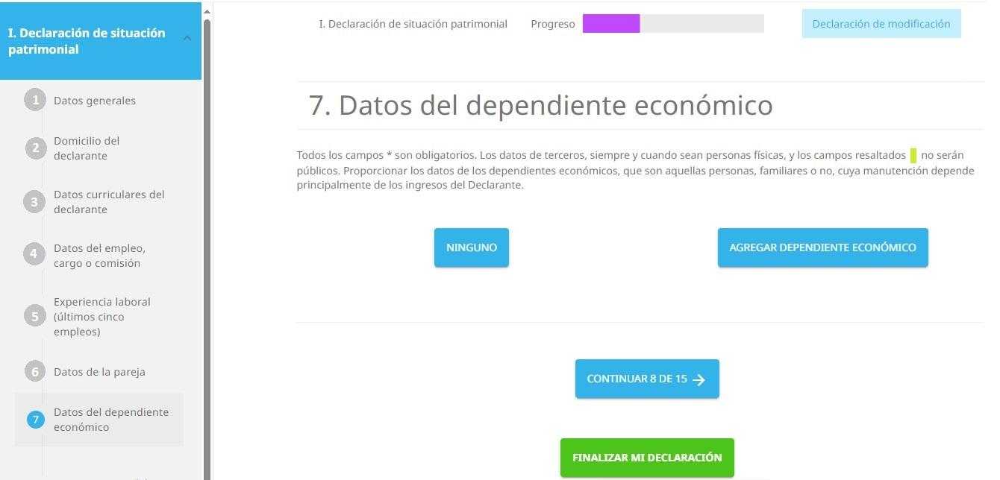 I. Declaración de situación
patrimonial
1 Datos generales
2 Domicilio del
declarante
3 Datos curriculares del
declarante
4 Datos del empleo,
cargo o comisión
5 Experiencia laboral
(últimos cinco
empleos)
6 Datos de la pareja
7 Datos del dependiente
económico
I. Declaración de situación patrimonial
Progreso
Declaración de modificación
7. Datos del dependiente económico
Todos los campos * son obligatorios. Los datos de terceros, siempre y cuando sean personas físicas, y los campos resaltados no serán
públicos. Proporcionar los datos de los dependientes económicos, que son aquellas personas, familiares o no, cuya manutención depende
principalmente de los ingresos del Declarante.
NINGUNO
AGREGAR DEPENDIENTE ECONÓMICO
CONTINUAR 8 DE 15 →
FINALIZAR MI DECLARACIÓN